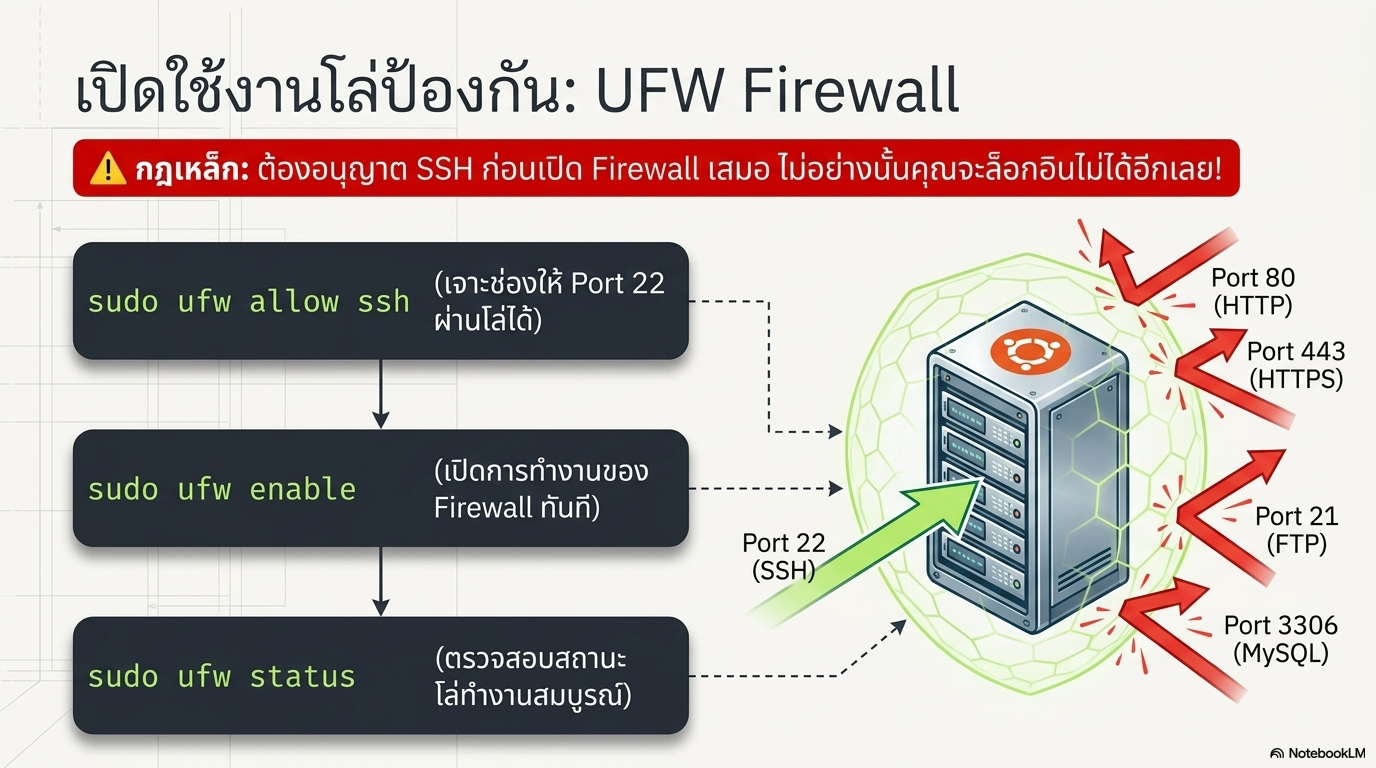 เปิดใช้งานโล่ป้องกัน: UFW Firewall
⚠️ กฎเหล็ก: ต้องอนุญาต SSH ก่อนเปิด Firewall เสมอ ไม่อย่างนั้นคุณจะล็อกอินไม่ได้อีกเลย!
sudo ufw allow ssh
(เจาะช่องให้ Port 22
ผ่านโล่ได้)
sudo ufw enable
(เปิดการทำงานของ
Firewall ทันที)
sudo ufw status
(ตรวจสอบสถานะ
โล่ทำงานสมบูรณ์)
Port 22
(SSH)
Port 80
(HTTP)
Port 443
(HTTPS)
Port 21
(FTP)
Port 3306
(MySQL)
NotebookLM